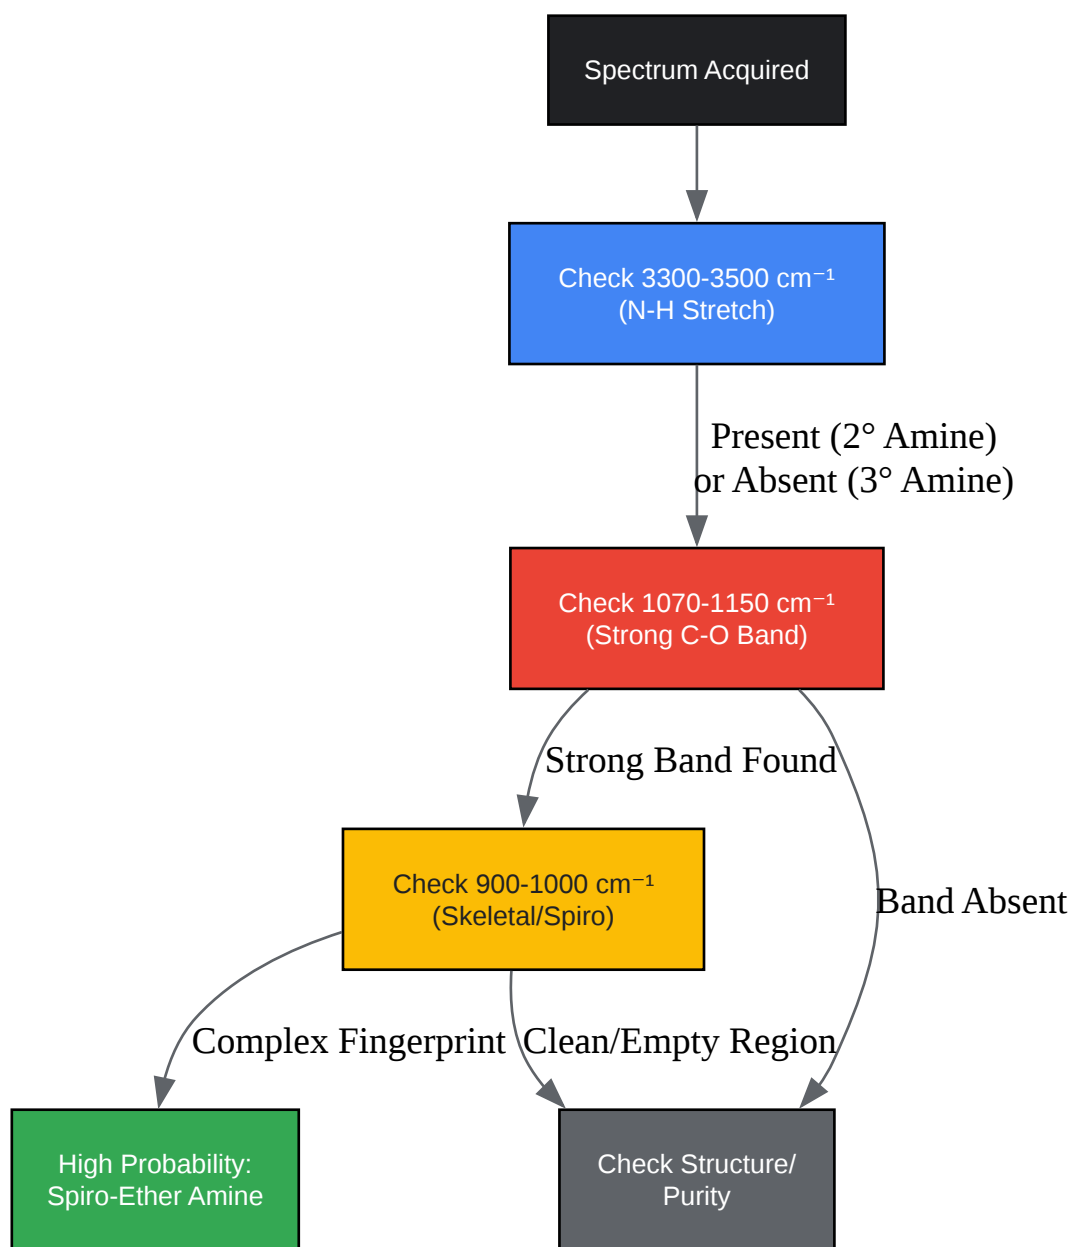 Spectrum Acquired
Check 3300-3500 cm⁻¹
(N-H Stretch)
Present (2° Amine)
or Absent (3° Amine)
Check 1070-1150 cm⁻¹
(Strong C-O Band)
Strong Band Found
Check 900-1000 cm⁻¹
(Skeletal/Spiro)
Band Absent
Complex Fingerprint
Clean/Empty Region
High Probability:
Spiro-Ether Amine
Check Structure/
Purity